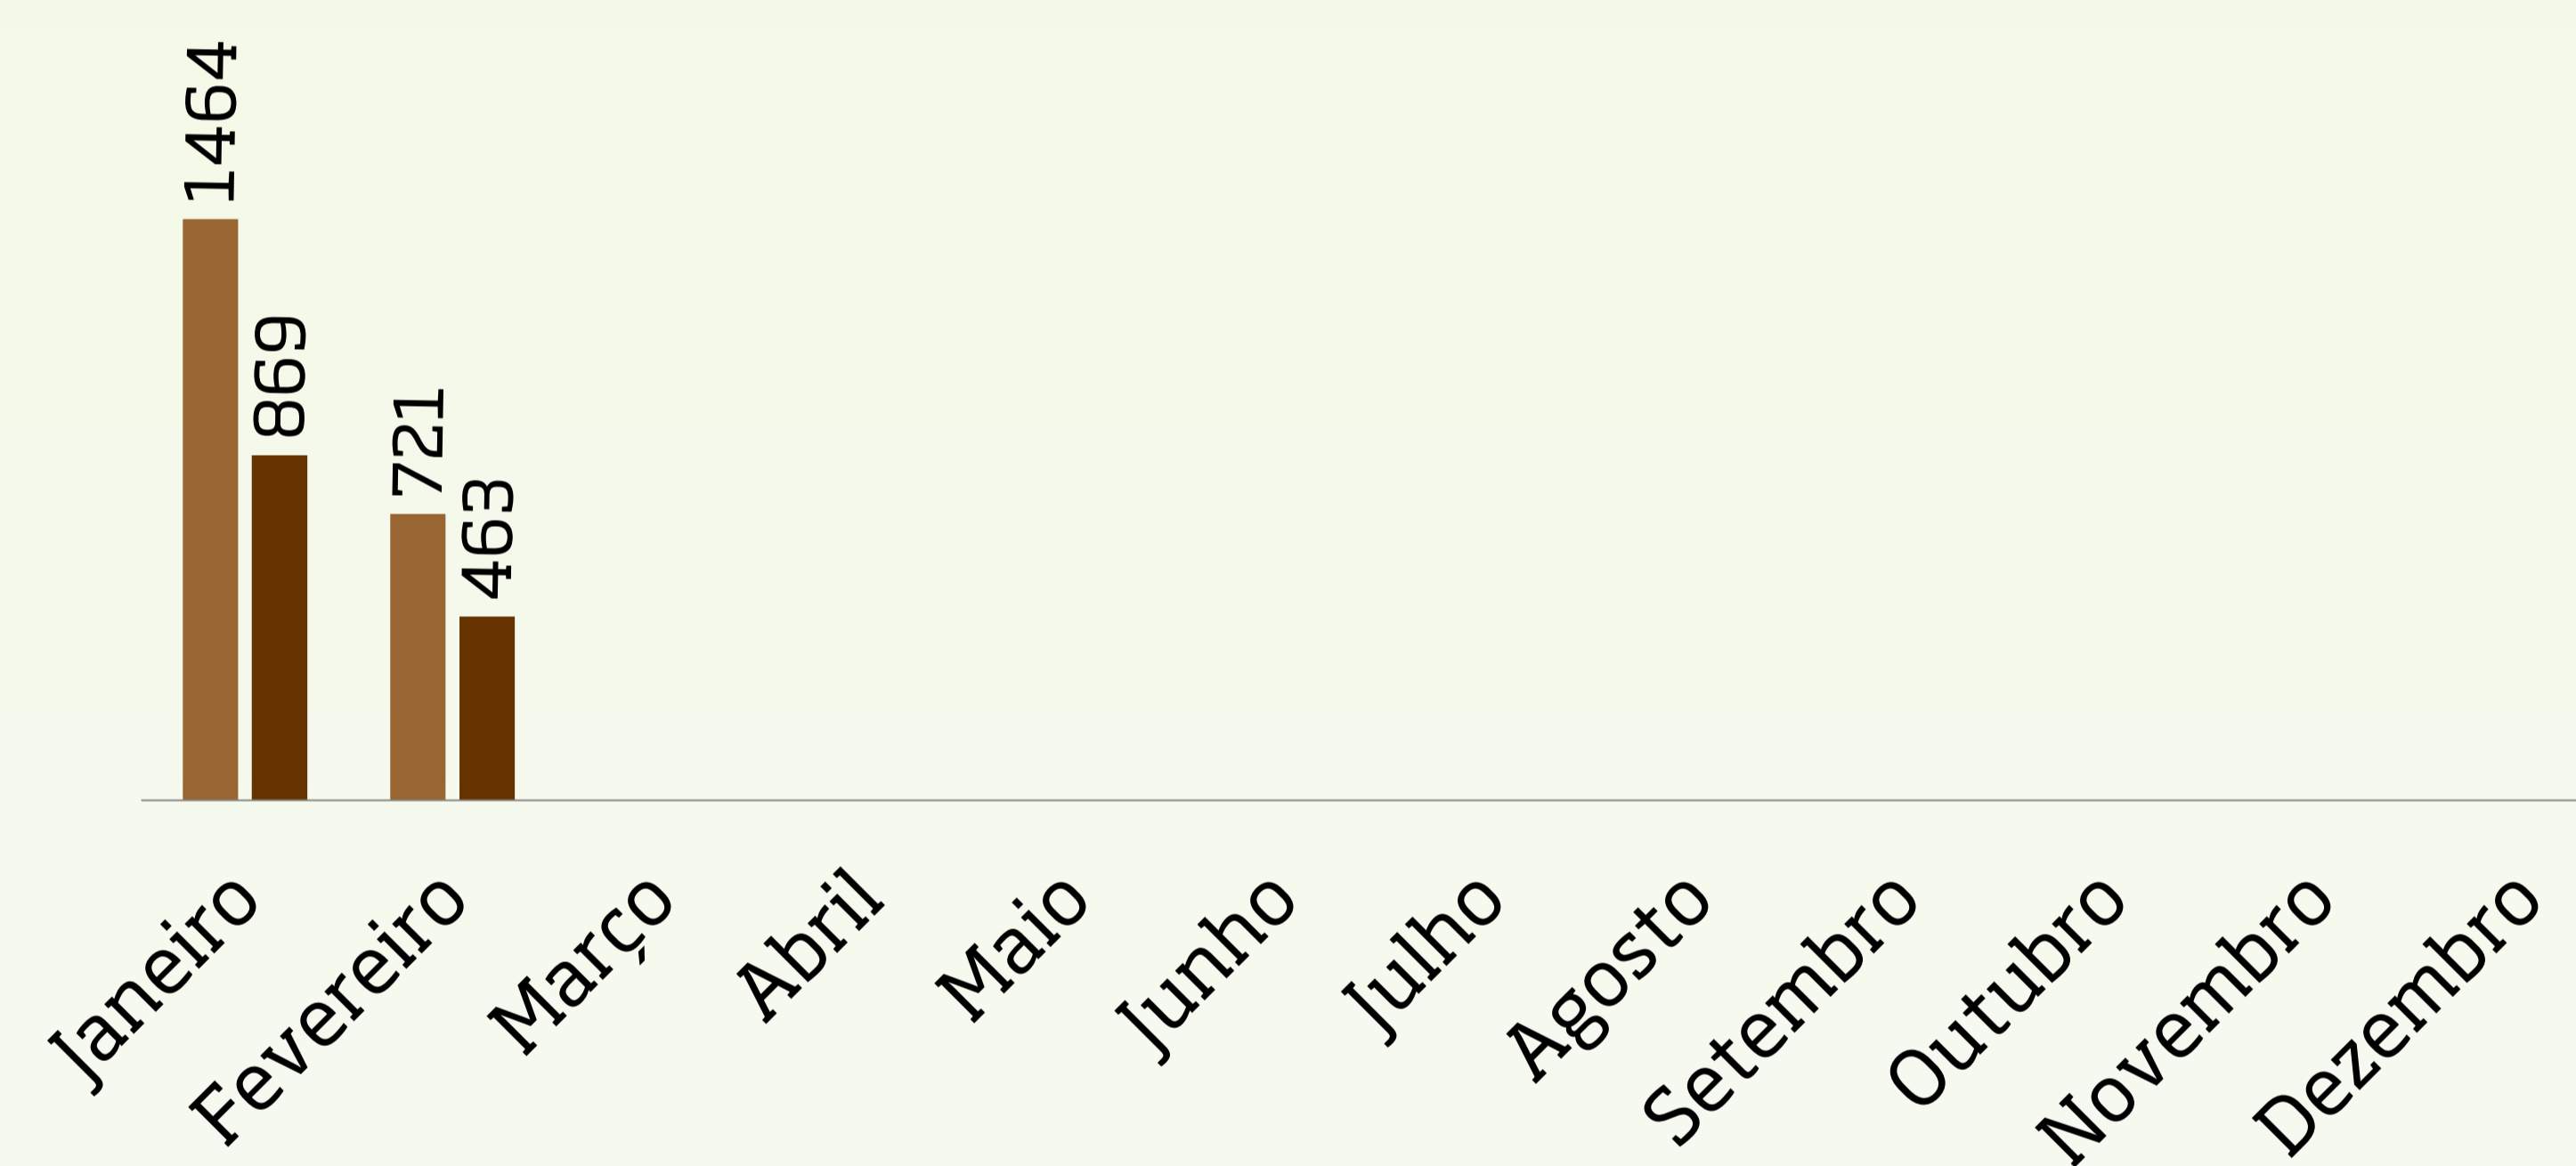 1464
869
721
463
Janeiro
Fevereiro
Março
Abril
Maio
Junho
Julho
Agosto
Setembro
Outubro
Novembro
Dezembro